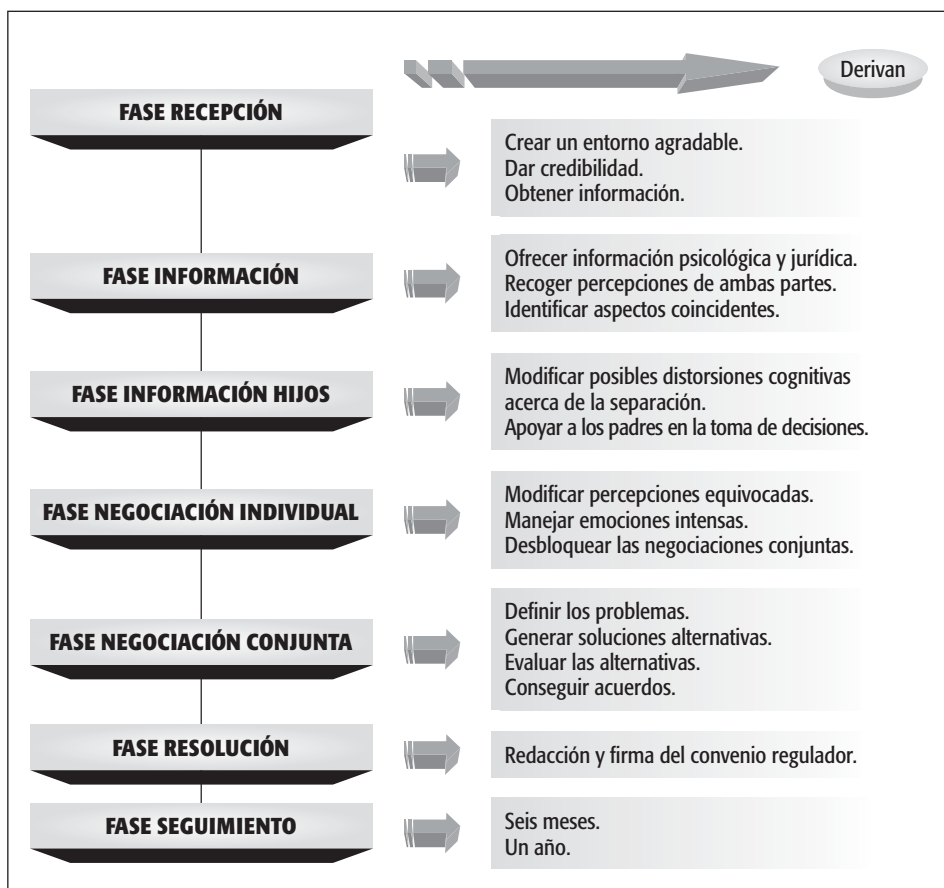 Derivan
FASE RECEPCIÓN
Crear un entorno agradable.
Dar credibilidad.
Obtener información.
FASE INFORMACIÓN
Ofrecer información psicológica y jurídica.
Recoger percepciones de ambas partes.
Identificar aspectos coincidentes.
FASE INFORMACIÓN HIJOS
Modificar posibles distorsiones cognitivas
acerca de la separación.
Apoyar a los padres en la toma de decisiones.
FASE NEGOCIACIÓN INDIVIDUAL
Modificar percepciones equivocadas.
Manejar emociones intensas.
Desbloquear las negociaciones conjuntas.
FASE NEGOCIACIÓN CONJUNTA
Definir los problemas.
Generar soluciones alternativas.
Evaluar las alternativas.
Conseguir acuerdos.
FASE RESOLUCIÓN
Redacción y firma del convenio regulador.
FASE SEGUIMIENTO
Seis meses.
Un año.